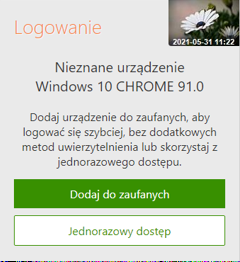 Logowanie
2021-05-31 11:22
Nieznane urządzenie
Windows 10 CHROME 91.0
Dodaj urządzenie do zaufanych, aby
logować się szybciej, bez dodatkowych
metod uwierzytelnienia lub skorzystaj z
jednorazowego dostępu.
Dodaj do zaufanych
Jednorazowy dostęp